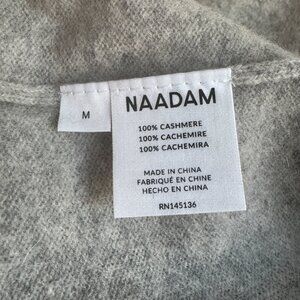 M
NAADAM
100% CASHMERE
100% CACHEMIRE
100% CACHEMIRA
MADE IN CHINA
FABRIQUÉ EN CHINE
HECHO EN CHINA
RN145136